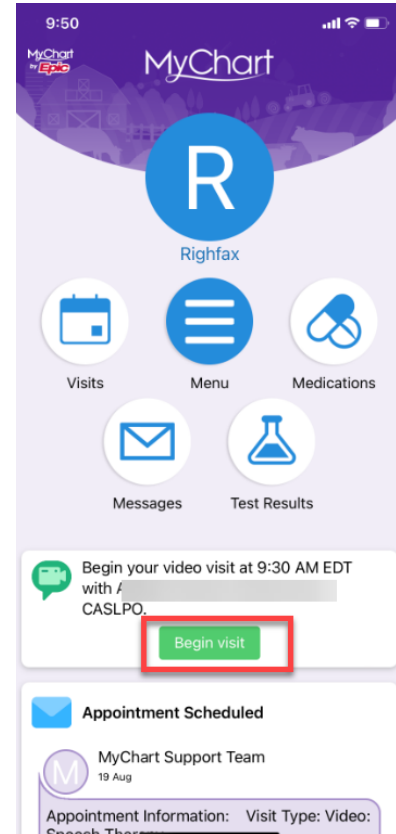 9:50
MyChart
by Epic
MyChart
R
Righfax
Visits
Menu
Medications
Messages
Test Results
Begin your video visit at 9:30 AM EDT
with A
CASLPO.
Begin visit
Appointment Scheduled
M
MyChart Support Team
19 Aug
Appointment Information: Visit Type: Video:
Speech Therapy